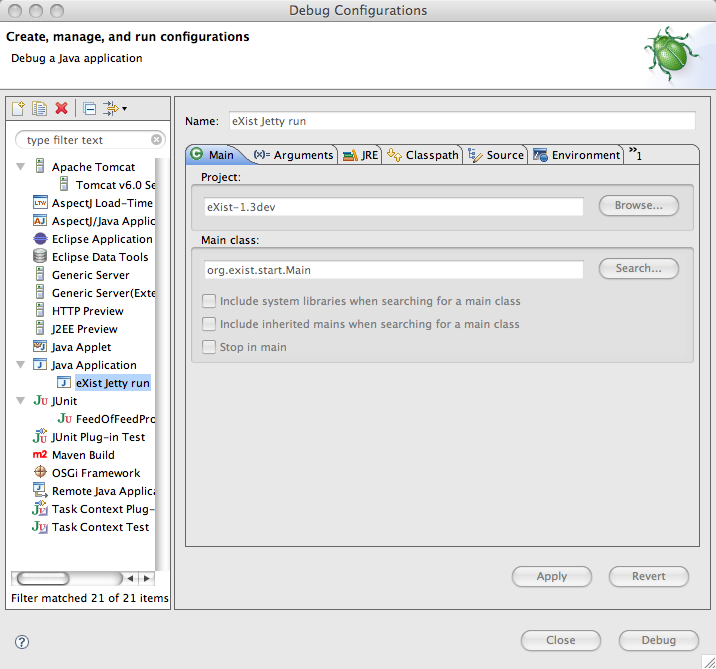 Debug Configurations
Create, manage, and run configurations
Debug a Java application
type filter text
Apache Tomcat
Tomcat v6.0 Se
AspectJ Load-Time
AspectJ/Java Applic
Eclipse Application
Eclipse Data Tools
Generic Server
Generic Server(Exte
HTTP Preview
J2EE Preview
Java Applet
Java Application
eXist Jetty run
JUnit
FeedOfFeedPro
JUnit Plug-in Test
m2 Maven Build
OSGi Framework
Remote Java Applica
Task Context Plug-
Task Context Test
Filter matched 21 of 21 items
Name: eXist Jetty run
Main (x)= Arguments JRE Classpath Source Environment »1
Project:
eXist-1.3dev Browse...
Main class:
org.exist.start.Main Search...
Include system libraries when searching for a main class
Include inherited mains when searching for a main class
Stop in main
Apply Revert
? Close Debug